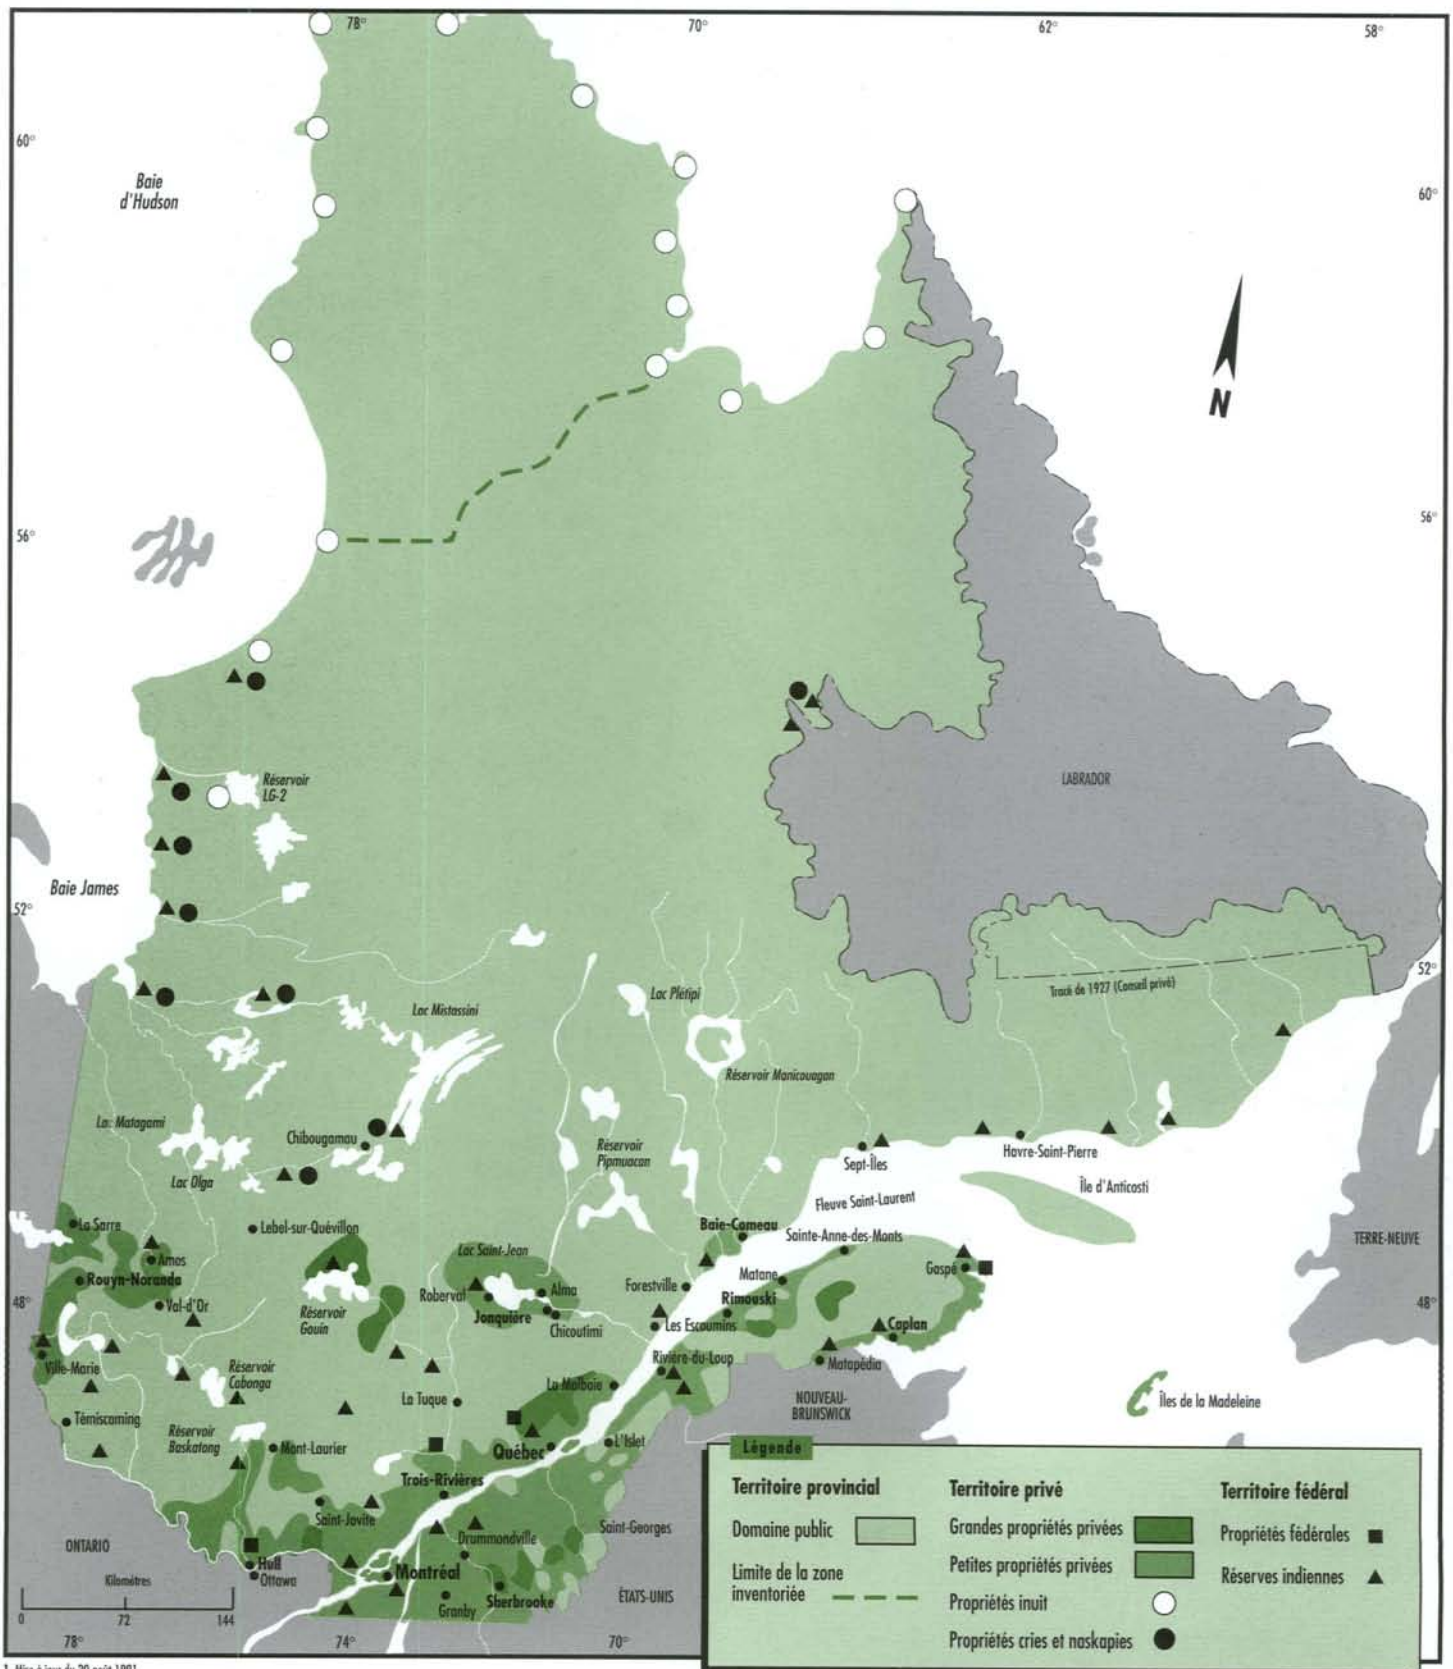 78°
70°
62°
58°
60°
Baie
d'Hudson
60°
N
56°
56°
Réservoir
LG-2
LABRADOR
Baie James
52°
52°
Tracé de 1927 (Conseil privé)
Lac Mistassini
Lac Plétipi
Réservoir Manicouagan
Lac Matagami
Chibougamau
Réservoir
Pipmuacan
Lac Olga
Sept-Îles
Havre-Saint-Pierre
Île d'Anticosti
Fleuve Saint-Laurent
La Sarre
Lebel-sur-Quévillon
Baie-Comeau
Sainte-Anne-des-Monts
TERRE-NEUVE
Amos
Lac Saint-Jean
Rouyn-Noranda
Gaspé
Matane
Forestville
Roberval
Alma
Rimouski
48°
48°
Val-d'Or
Réservoir
Gouin
Jonquière
Chicoutimi
Les Escoumins
Caplan
Ville-Marie
Réservoir
Cabonga
Rivière-du-Loup
Matapédia
La Malbaie
La Tuque
NOUVEAU-
BRUNSWICK
Îles de la Madeleine
Témiscaming
Réservoir
Baskatong
Mont-Laurier
Québec
L'Islet
Trois-Rivières
Saint-Jovite
Drummondville
Saint-Georges
ONTARIO
Hull
Ottawa
Montréal
Granby
Sherbrooke
ÉTATS-UNIS
Kilomètres
0 72 144
78°
74°
70°
Légende
Territoire provincial
Domaine public
Limite de la zone
inventoriée
Territoire privé
Grandes propriétés privées
Petites propriétés privées
Propriétés inuit
Propriétés cries et naskapies
Territoire fédéral
Propriétés fédérales
Réserves indiennes
1. Mise à jour du 20 août 1991